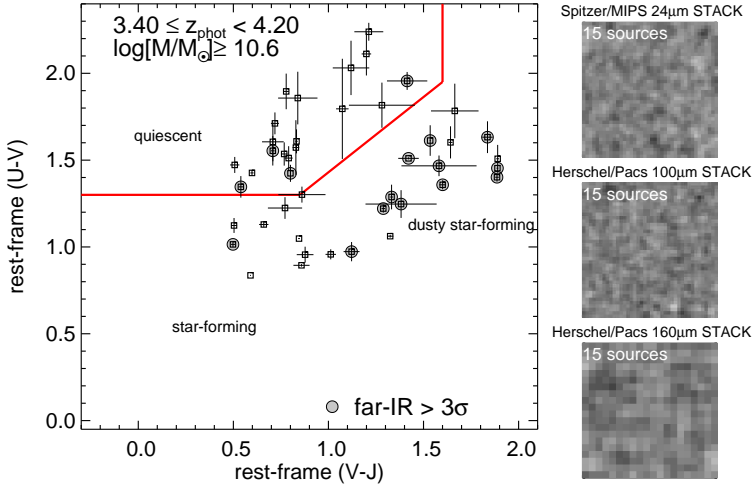 3.40 ≤ z_phot < 4.20
log[M/M_⊙] ≥ 10.6
quiescent
dusty star-forming
star-forming
far-IR > 3σ
rest-frame (U-V)
2.0
1.5
1.0
0.5
0.0
0.0 0.5 1.0 1.5 2.0
rest-frame (V-J)
Spitzer/MIPS 24μm STACK
15 sources
Herschel/Pacs 100μm STACK
15 sources
Herschel/Pacs 160μm STACK
15 sources